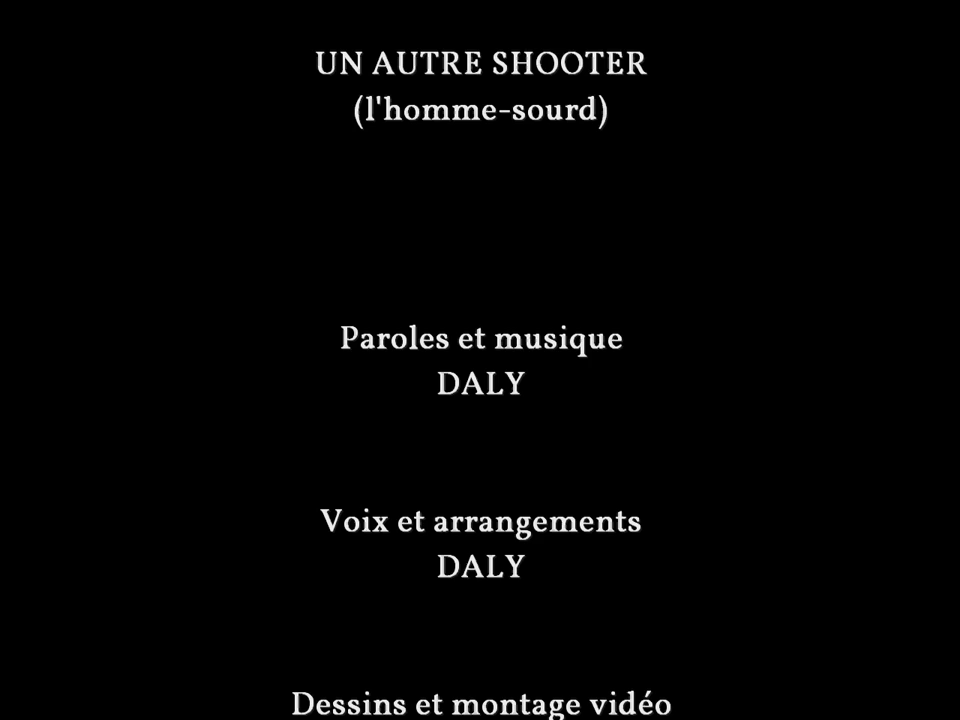 UN AUTRE SHOOTER
(l'homme-sourd)
Paroles et musique
DALY
Voix et arrangements
DALY
Dessins et montage vidéo